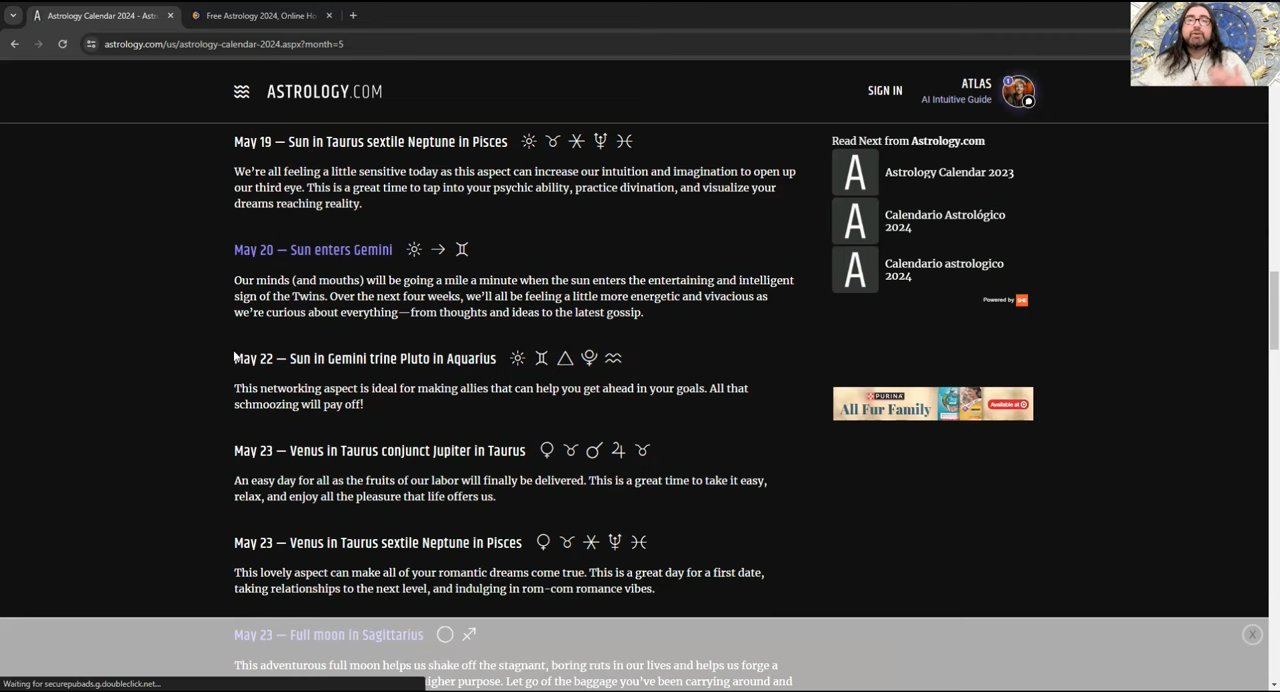 Astrology Calendar 2024 - Astr
Free Astrology 2024, Online Ho
astrology.com/us/astrology-calendar-2024.aspx?month=5
ASTROLOGY.COM
SIGN IN
ATLAS
AI Intuitive Guide
May 19 — Sun in Taurus sextile Neptune in Pisces
We're all feeling a little sensitive today as this aspect can increase our intuition and imagination to open up
our third eye. This is a great time to tap into your psychic ability, practice divination, and visualize your
dreams reaching reality.
May 20 — Sun enters Gemini
Our minds (and mouths) will be going a mile a minute when the sun enters the entertaining and intelligent
sign of the Twins. Over the next four weeks, we'll all be feeling a little more energetic and vivacious as
we're curious about everything—from thoughts and ideas to the latest gossip.
May 22 — Sun in Gemini trine Pluto in Aquarius
This networking aspect is ideal for making allies that can help you get ahead in your goals. All that
schmoozing will pay off!
May 23 — Venus in Taurus conjunct Jupiter in Taurus
An easy day for all as the fruits of our labor will finally be delivered. This is a great time to take it easy,
relax, and enjoy all the pleasure that life offers us.
May 23 — Venus in Taurus sextile Neptune in Pisces
This lovely aspect can make all of your romantic dreams come true. This is a great day for a first date,
taking relationships to the next level, and indulging in rom-com romance vibes.
May 23 — Full moon in Sagittarius
This adventurous full moon helps us shake off the stagnant, boring ruts in our lives and helps us forge a
igher purpose. Let go of the baggage you've been carrying around and
Read Next from Astrology.com
A
Astrology Calendar 2023
A
Calendario Astrológico
2024
A
Calendario astrologico
2024
Powered by
PURINA
All Fur Family
Available at
X
Waiting for securepubads.g.doubleclick.net...